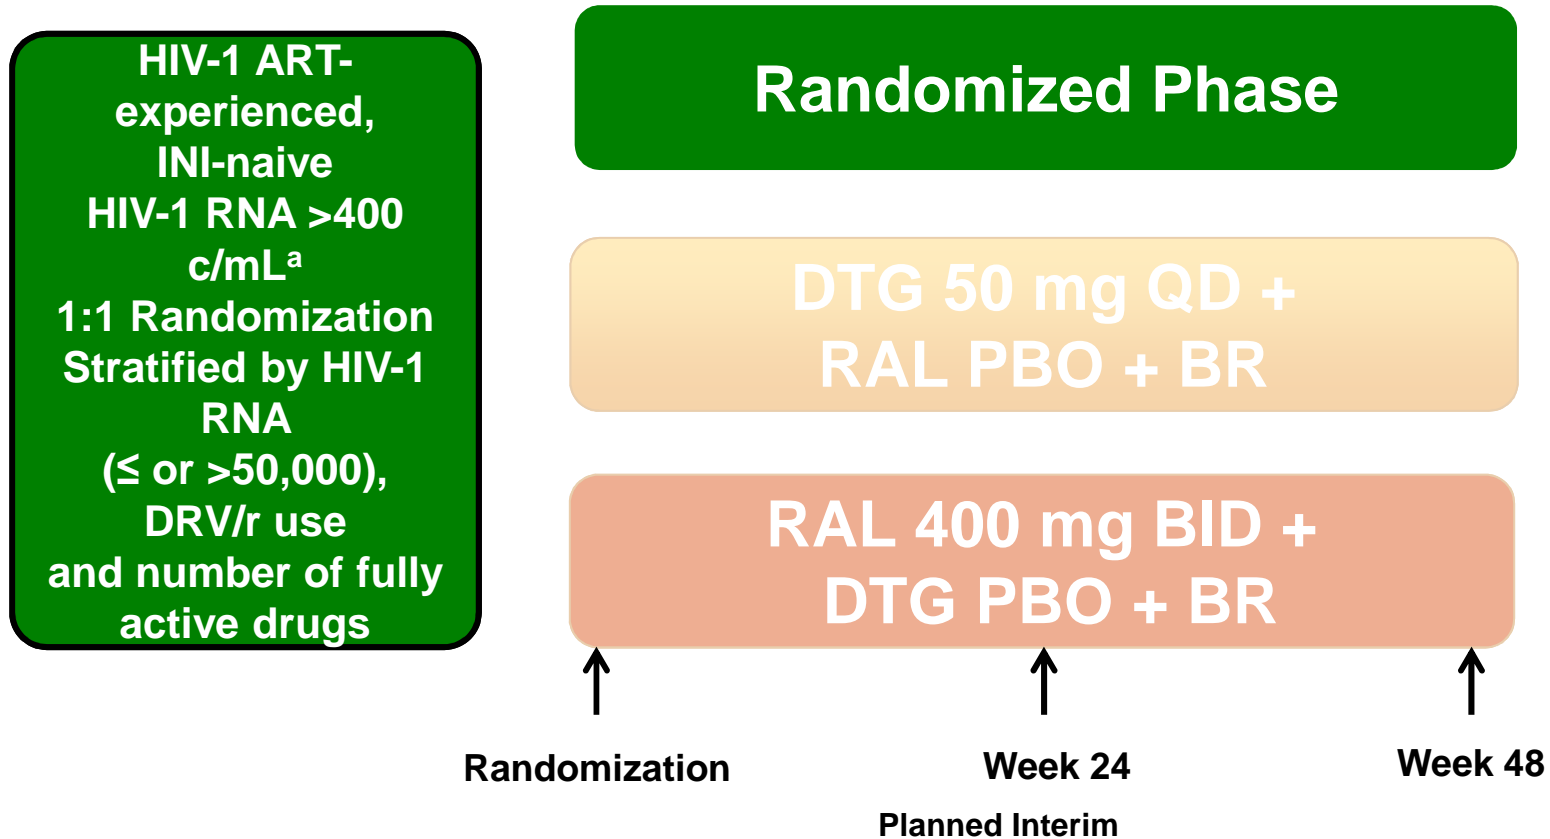 HIV-1 ART-
experienced,
INI-naive
HIV-1 RNA >400
c/mLᵃ
1:1 Randomization
Stratified by HIV-1
RNA
(≤ or >50,000),
DRV/r use
and number of fully
active drugs
Randomized Phase
DTG 50 mg QD +
RAL PBO + BR
RAL 400 mg BID +
DTG PBO + BR
Randomization
Week 24
Planned Interim
Week 48